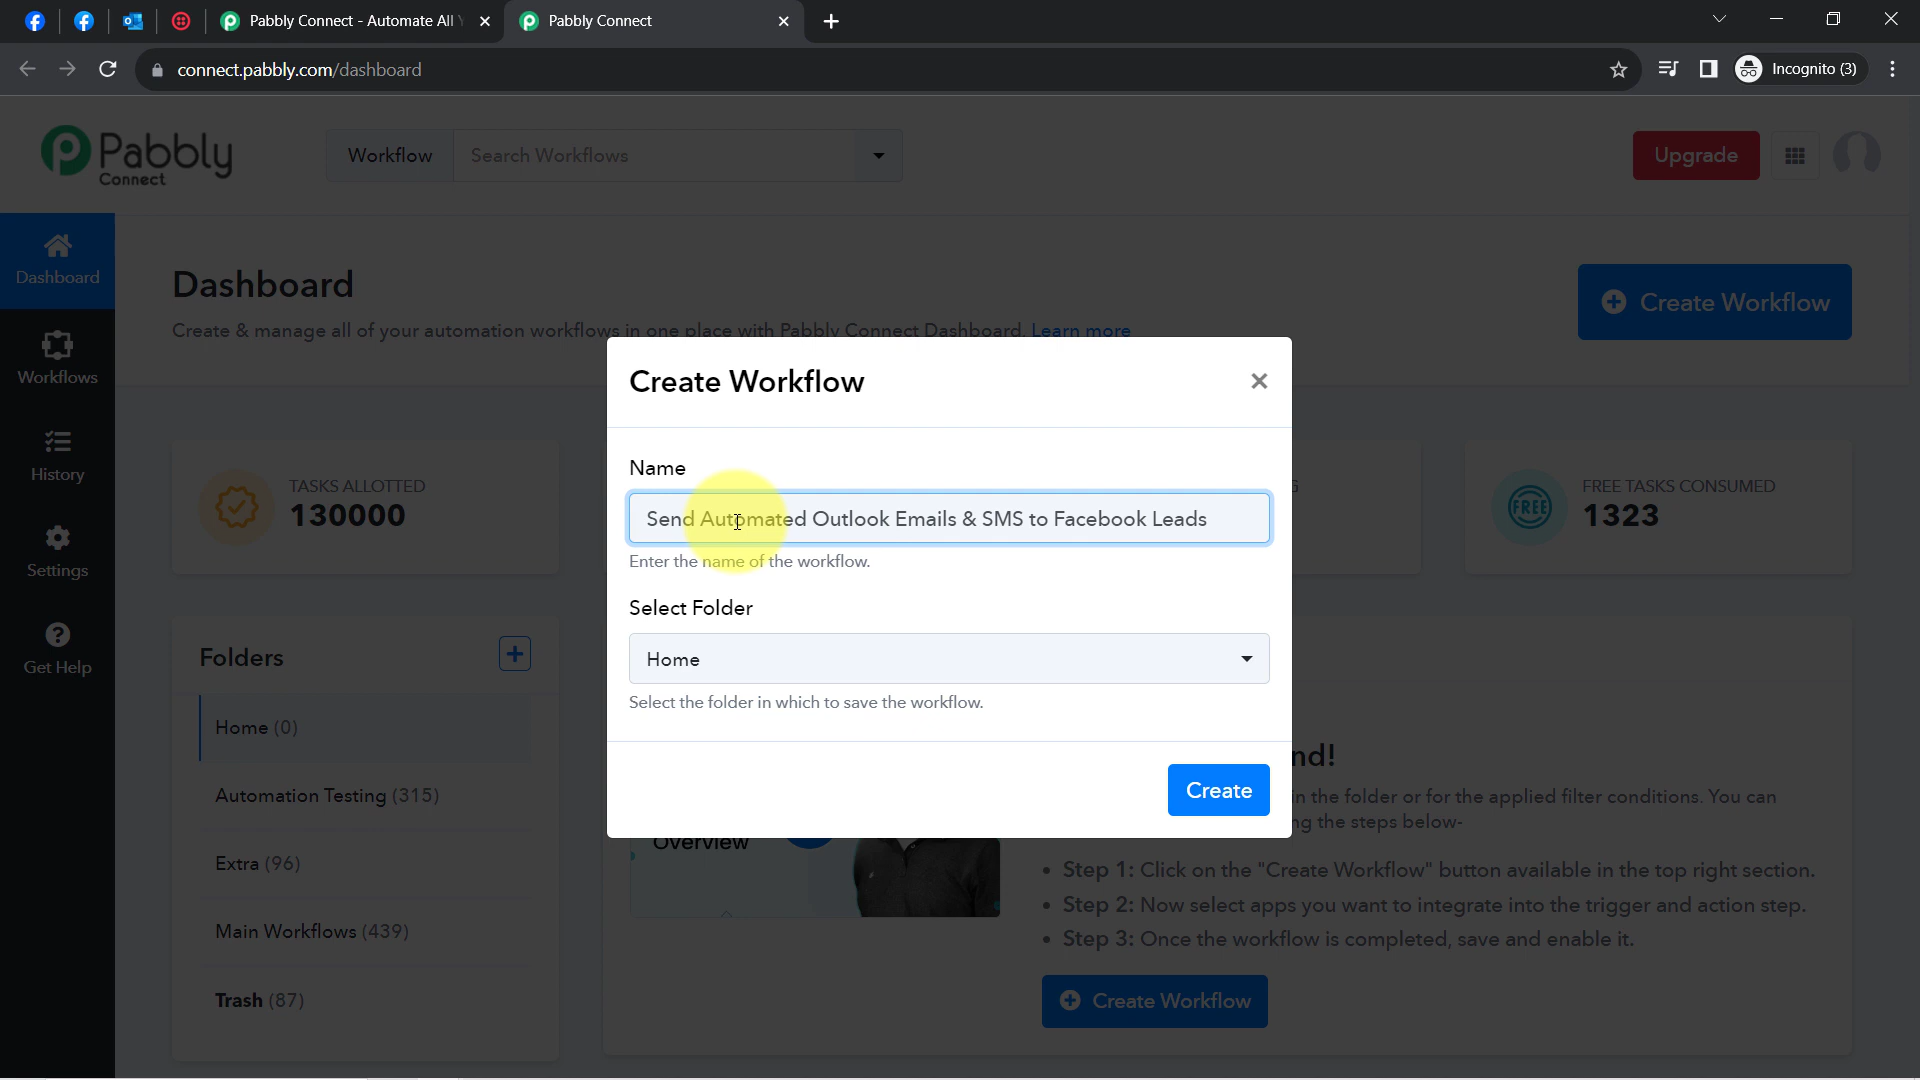 Pabbly Connect - Automate All
Pabbly Connect
connect.pabbly.com/dashboard
Incognito (3)
Pabbly
Connect
Workflow
Search Workflows
Upgrade
Dashboard
Dashboard
Create & manage all of your automation workflows in one place with Pabbly Connect Dashboard. Learn more
Create Workflow
Workflows
Create Workflow
Name
History
TASKS ALLOTTED
130000
Send Automated Outlook Emails & SMS to Facebook Leads
Enter the name of the workflow.
FREE
FREE TASKS CONSUMED
1323
Settings
Select Folder
Home
Select the folder in which to save the workflow.
Get Help
Folders
Home (0)
Create
nd!
Automation Testing (315)
in the folder or for the applied filter conditions. You can
ng the steps below-
Overview
Extra (96)
• Step 1: Click on the "Create Workflow" button available in the top right section.
• Step 2: Now select apps you want to integrate into the trigger and action step.
• Step 3: Once the workflow is completed, save and enable it.
Main Workflows (439)
Trash (87)
Create Workflow